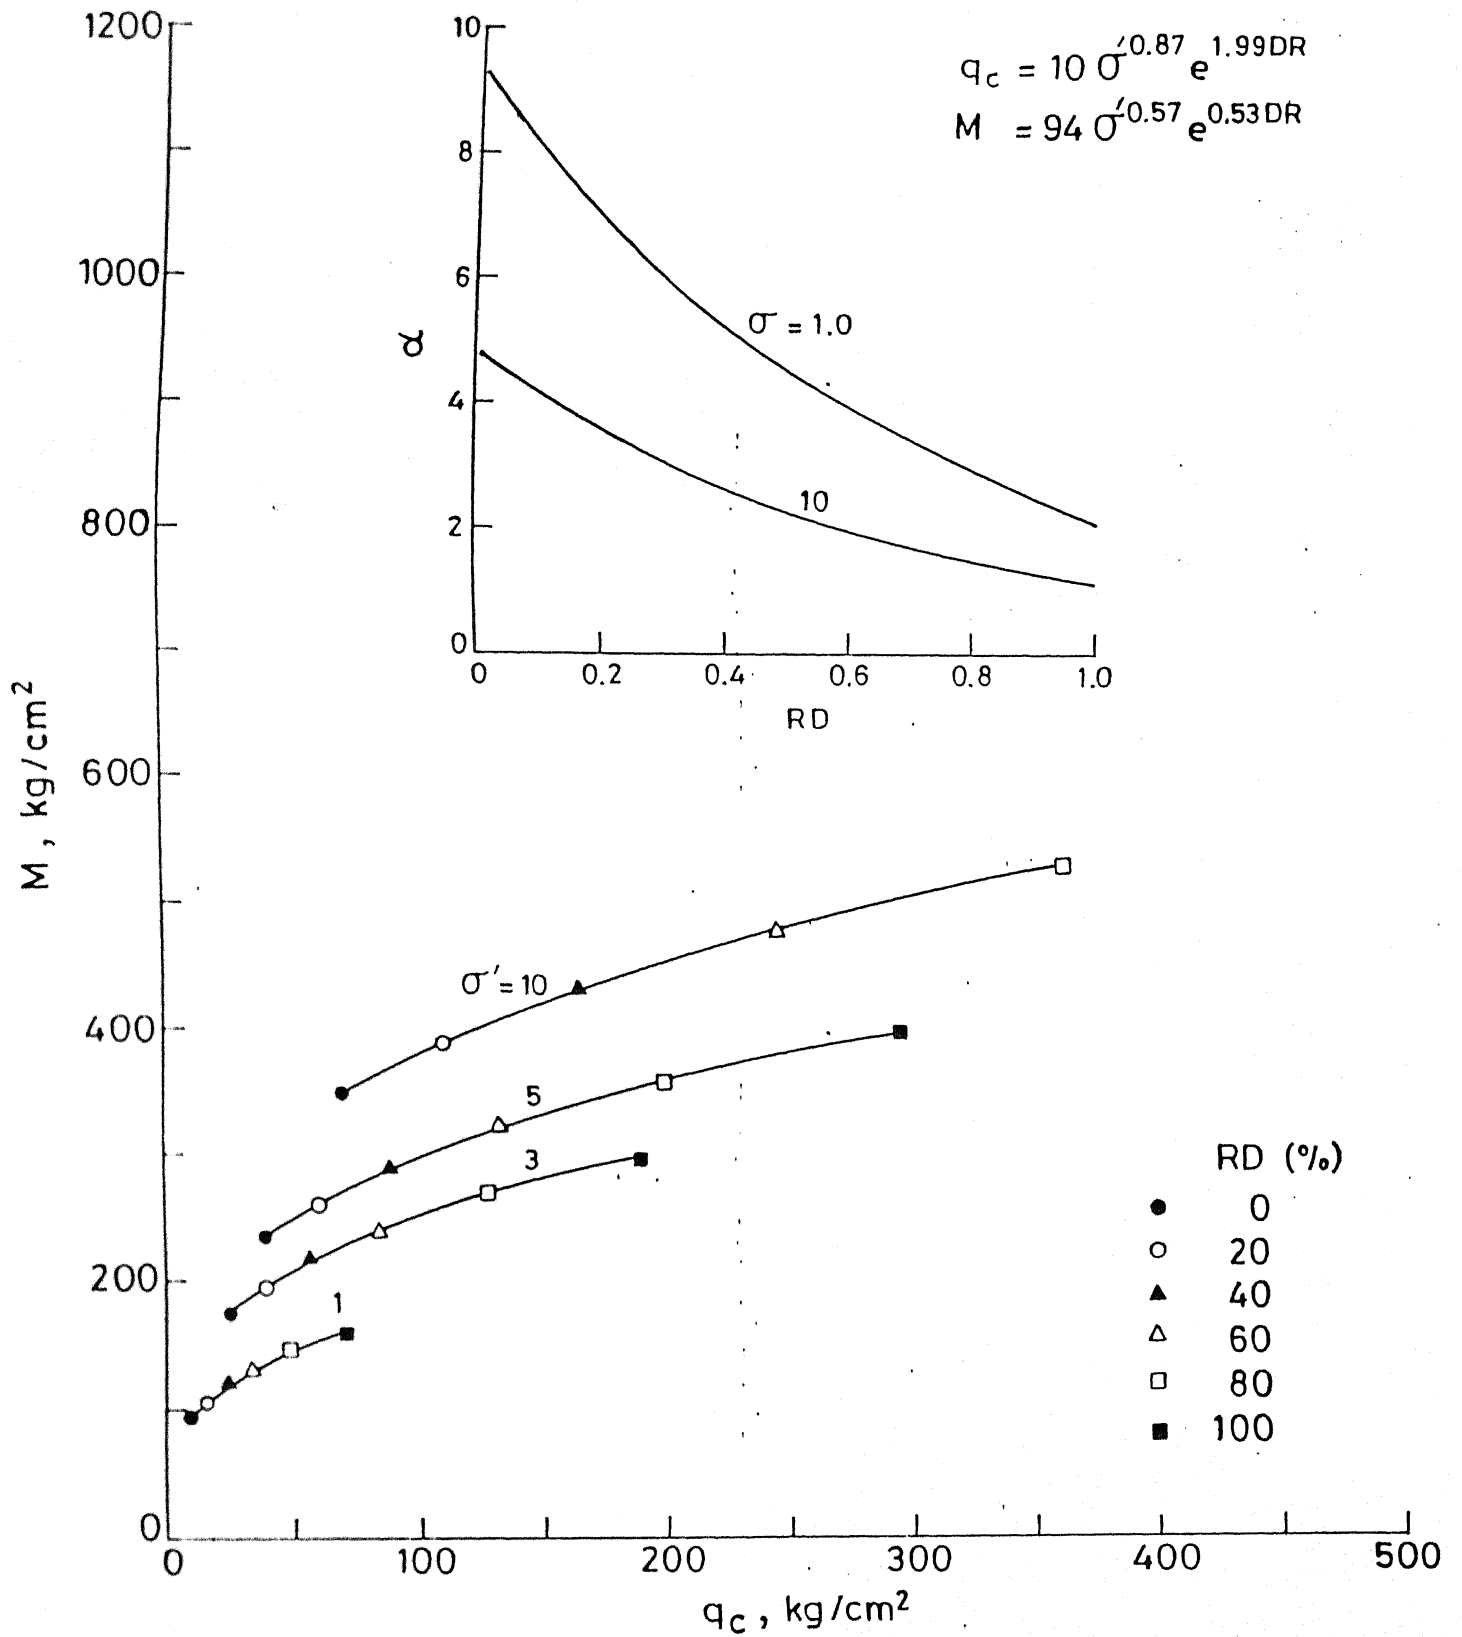 q_c = 10 σ'^0.87 e^1.99DR
M = 94 σ'^0.57 e^0.53DR
10
8
6
4
2
0
α
σ = 1.0
10
0 0.2 0.4 0.6 0.8 1.0
RD
1200
1000
800
600
400
200
0
M, kg/cm²
σ' = 10
5
3
1
RD (%)
● 0
○ 20
▲ 40
△ 60
□ 80
■ 100
0 100 200 300 400 500
q_c, kg/cm²